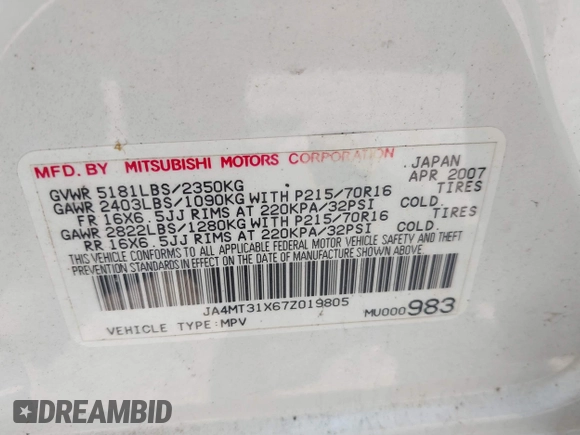 MFD. BY MITSUBISHI MOTORS CORPORATION JAPAN
GVWR 5181LBS/2350KG APR 2007
GAWR 2403LBS/1090KG WITH P215/70R16 TIRES
FR 16X6.5JJ RIMS AT 220KPA/32PSI COLD.
GAWR 2822LBS/1280KG WITH P215/70R16 TIRES
RR 16X6.5JJ RIMS AT 220KPA/32PSI COLD.
THIS VEHICLE CONFORMS TO ALL APPLICABLE FEDERAL MOTOR VEHICLE SAFETY AND THEFT
PREVENTION STANDARDS IN EFFECT ON THE DATE OF MANUFACTURE SHOWN ABOVE.
JA4MT31X67Z019805
VEHICLE TYPE:MPV MU000983
DREAMBID